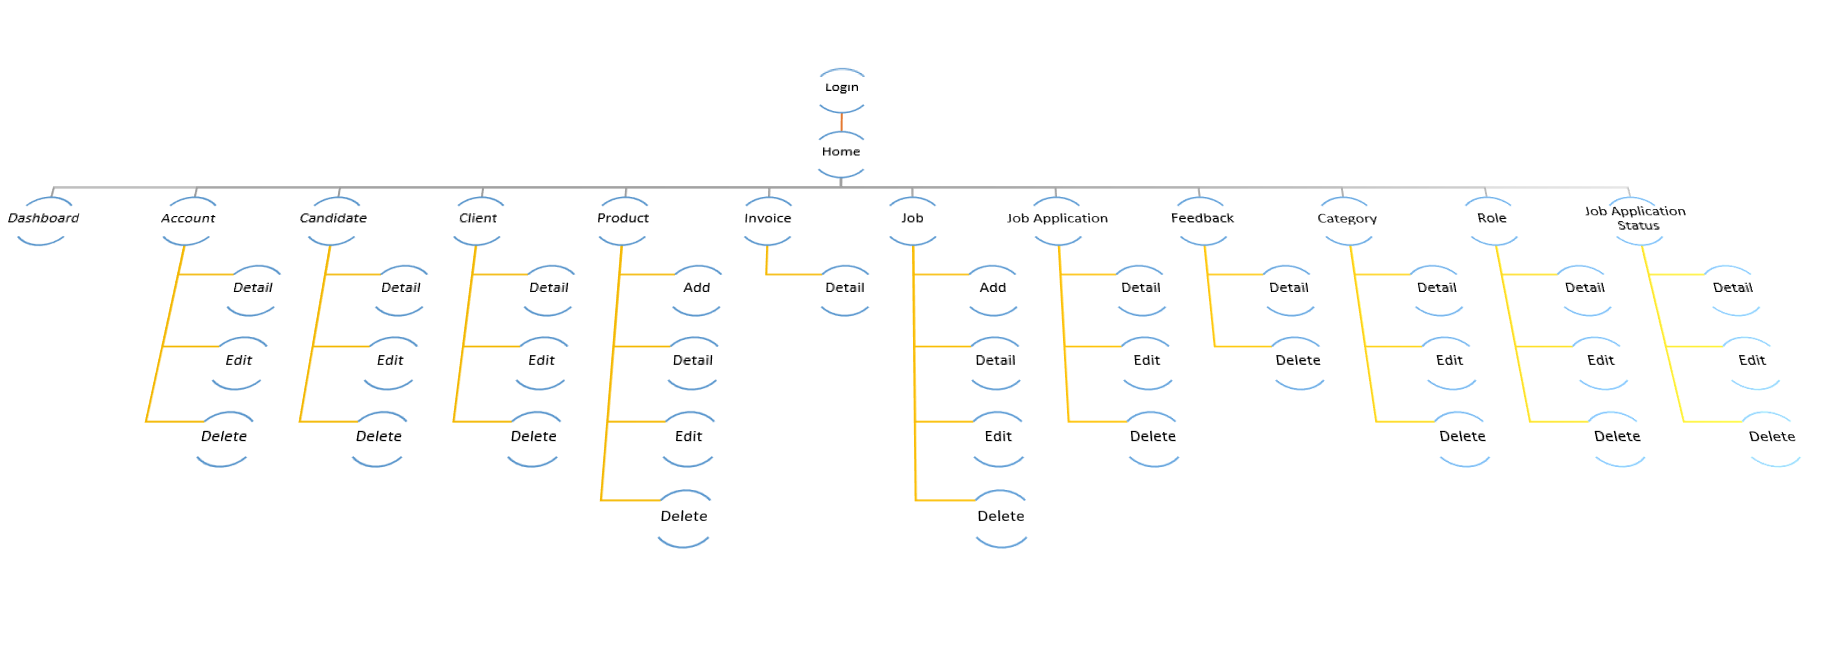 Login
Home
Dashboard
Account
Candidate
Client
Product
Invoice
Job
Job Application
Feedback
Category
Role
Job Application
Status
Detail
Detail
Detail
Add
Detail
Add
Detail
Detail
Detail
Detail
Detail
Edit
Edit
Edit
Detail
Detail
Edit
Delete
Edit
Edit
Edit
Delete
Delete
Delete
Edit
Edit
Delete
Delete
Delete
Delete
Delete
Delete